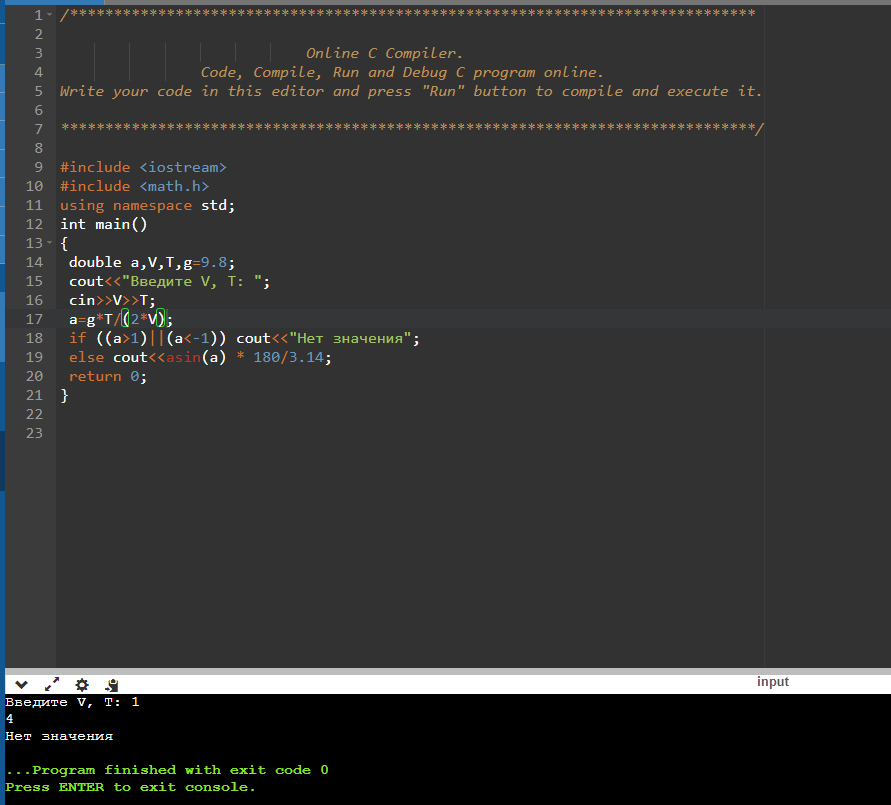 1 /******************************************************************************
2
3 Online C Compiler.
4 Code, Compile, Run and Debug C program online.
5 Write your code in this editor and press "Run" button to compile and execute it.
6
7 *******************************************************************************/
8
9 #include <iostream>
10 #include <math.h>
11 using namespace std;
12 int main()
13 {
14 double a,V,T,g=9.8;
15 cout<<"Введите V, T: ";
16 cin>>V>>T;
17 a=g*T/(2*V);
18 if ((a>1)||(a<-1)) cout<<"Нет значения";
19 else cout<<asin(a) * 180/3.14;
20 return 0;
21 }
22
23
input
Введите V, T: 1
4
Нет значения
...Program finished with exit code 0
Press ENTER to exit console.